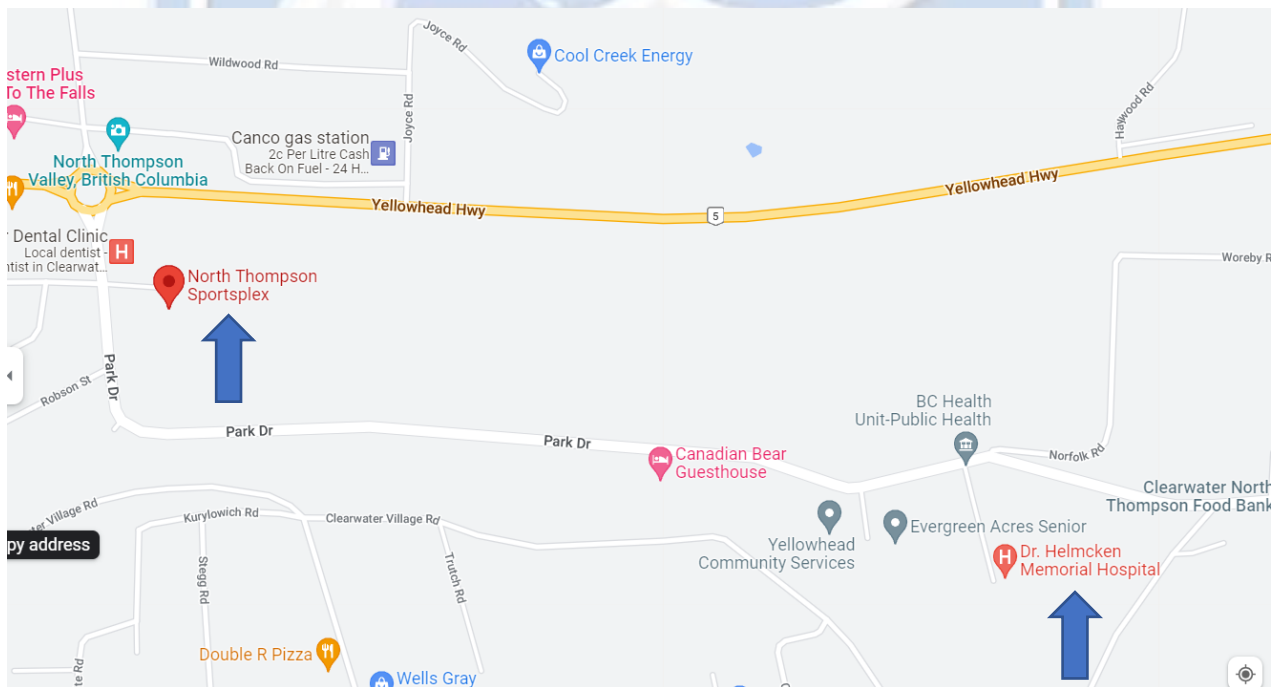 Joyce Rd
Wildwood Rd
Cool Creek Energy
stern Plus
To The Falls
Joyce Rd
Haywood Rd
Canco gas station
2c Per Litre Cash
Back On Fuel - 24 H...
North Thompson
Valley, British Columbia
Yellowhead Hwy
Yellowhead Hwy
5
Dental Clinic
Local dentist -
ntist in Clearwat...
H
Woreby R
North Thompson
Sportsplex
Park Dr
Robson St
BC Health
Unit-Public Health
Park Dr
Park Dr
Canadian Bear
Guesthouse
Norfolk Rd
Clearwater North
Thompson Food Bank
ter Village Rd
Kurylowich Rd
Clearwater Village Rd
Evergreen Acres Senior
Yellowhead
Community Services
py address
H
Dr. Helmcken
Memorial Hospital
Stegg Rd
Trutch Rd
Double R Pizza
te Rd
Wells Gray